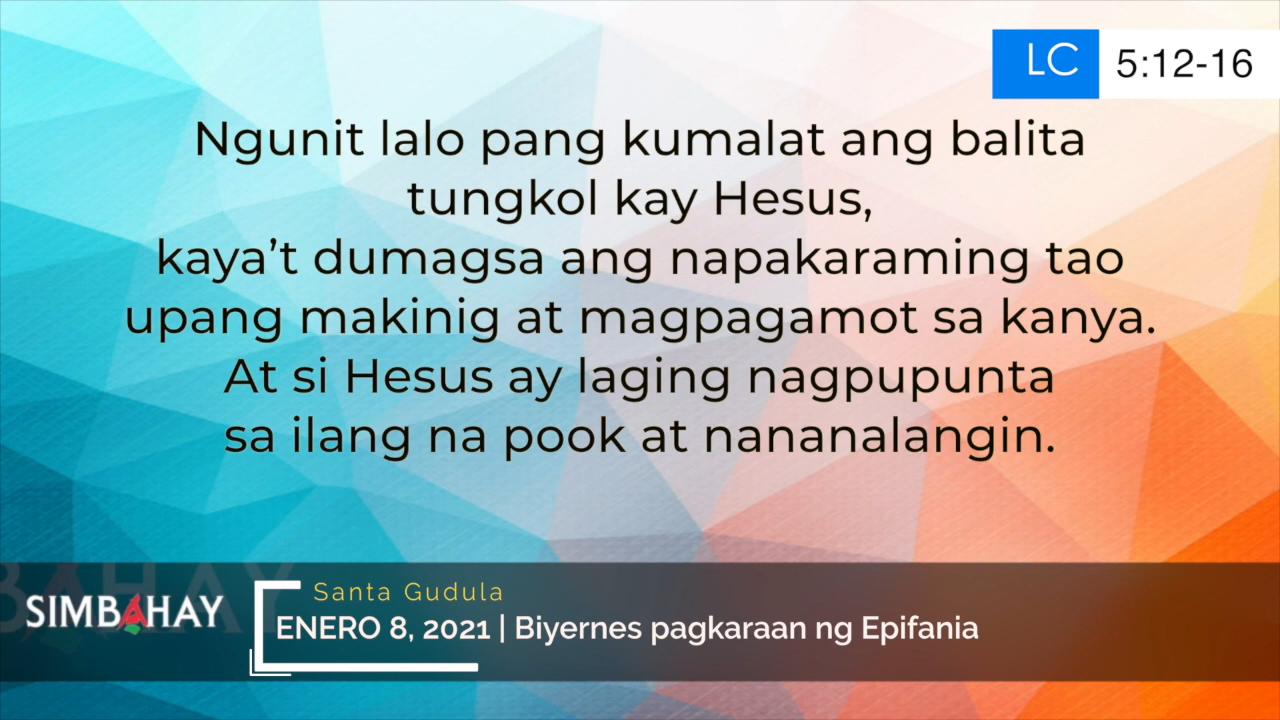 LC 5:12-16
Ngunit lalo pang kumalat ang balita
tungkol kay Hesus,
kaya’t dumagsa ang napakaraming tao
upang makinig at magpagamot sa kanya.
At si Hesus ay laging nagpupunta
sa ilang na pook at nananalangin.
SIMBAHAY
Santa Gudula
ENERO 8, 2021 | Biyernes pagkaraan ng Epifania